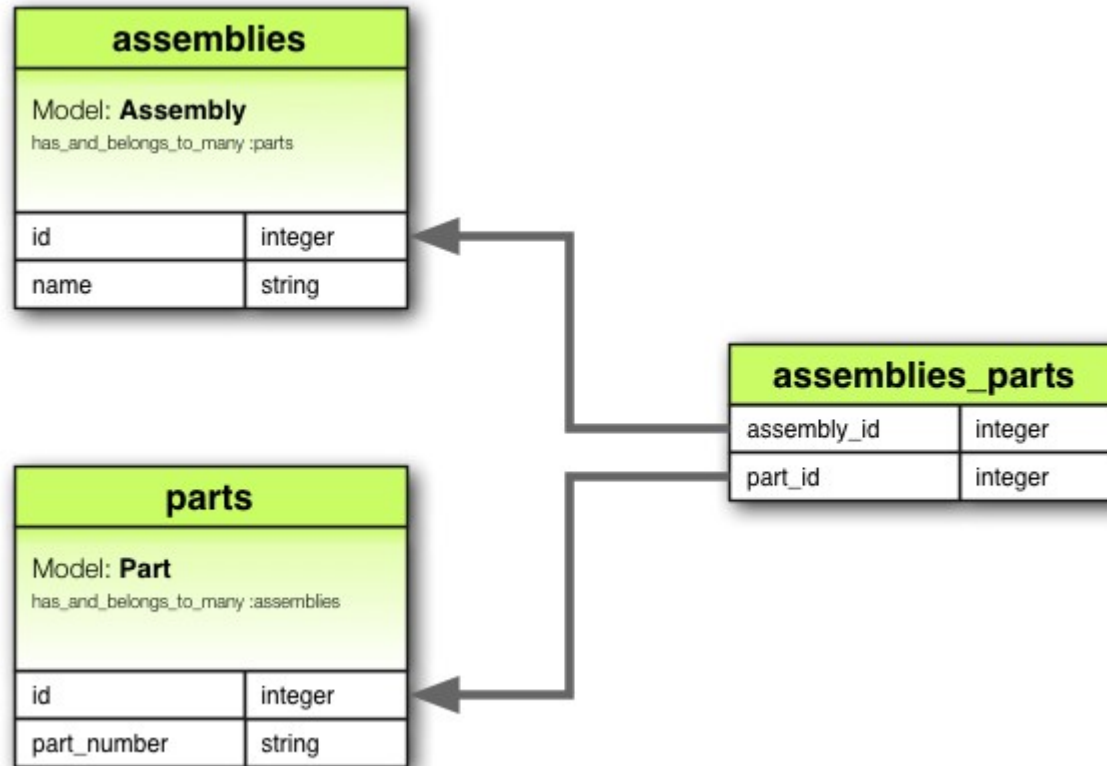 assemblies
Model: Assembly
has_and_belongs_to_many :parts
id integer
name string
assemblies_parts
assembly_id integer
part_id integer
parts
Model: Part
has_and_belongs_to_many :assemblies
id integer
part_number string